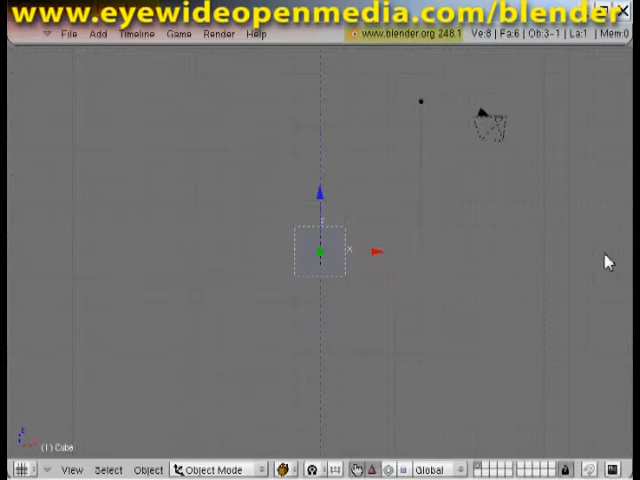 www.eyewideopenmedia.com/blender
File Add Timeline Game Render Help www.blender.org 248.1 Ve:8 | Fa:6 | Ob:3-1 | La:1 | Mem:0
z
x
(1) Cube
View Select Object Object Mode Global